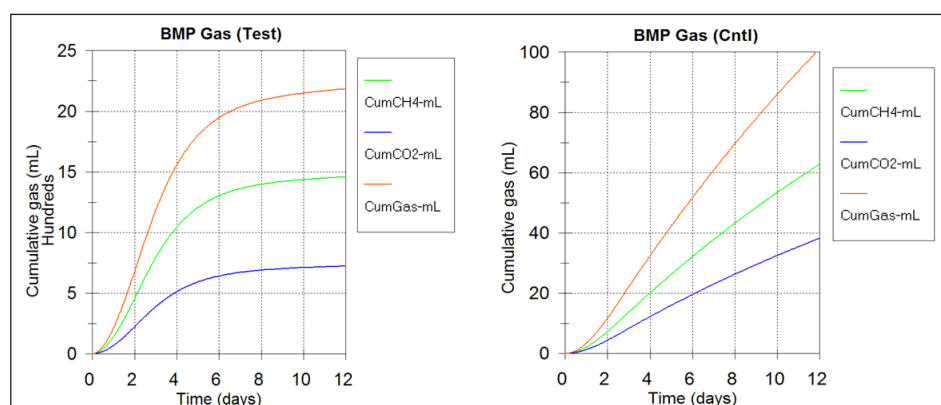 BMP Gas (Test)
25
20
15
10
5
0
Cumulative gas (mL)
Hundreds
0 2 4 6 8 10 12
Time (days)
CumCH4-mL
CumCO2-mL
CumGas-mL
BMP Gas (Cntl)
100
80
60
40
20
0
Cumulative gas (mL)
0 2 4 6 8 10 12
Time (days)
CumCH4-mL
CumCO2-mL
CumGas-mL